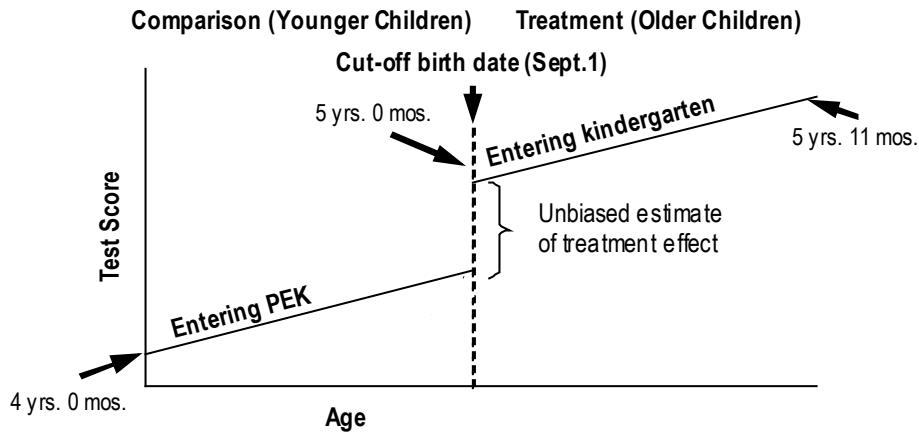 Comparison (Younger Children)
Treatment (Older Children)
Cut-off birth date (Sept.1)
5 yrs. 0 mos.
Entering kindergarten
5 yrs. 11 mos.
Test Score
Unbiased estimate
of treatment effect
Entering PEK
4 yrs. 0 mos.
Age